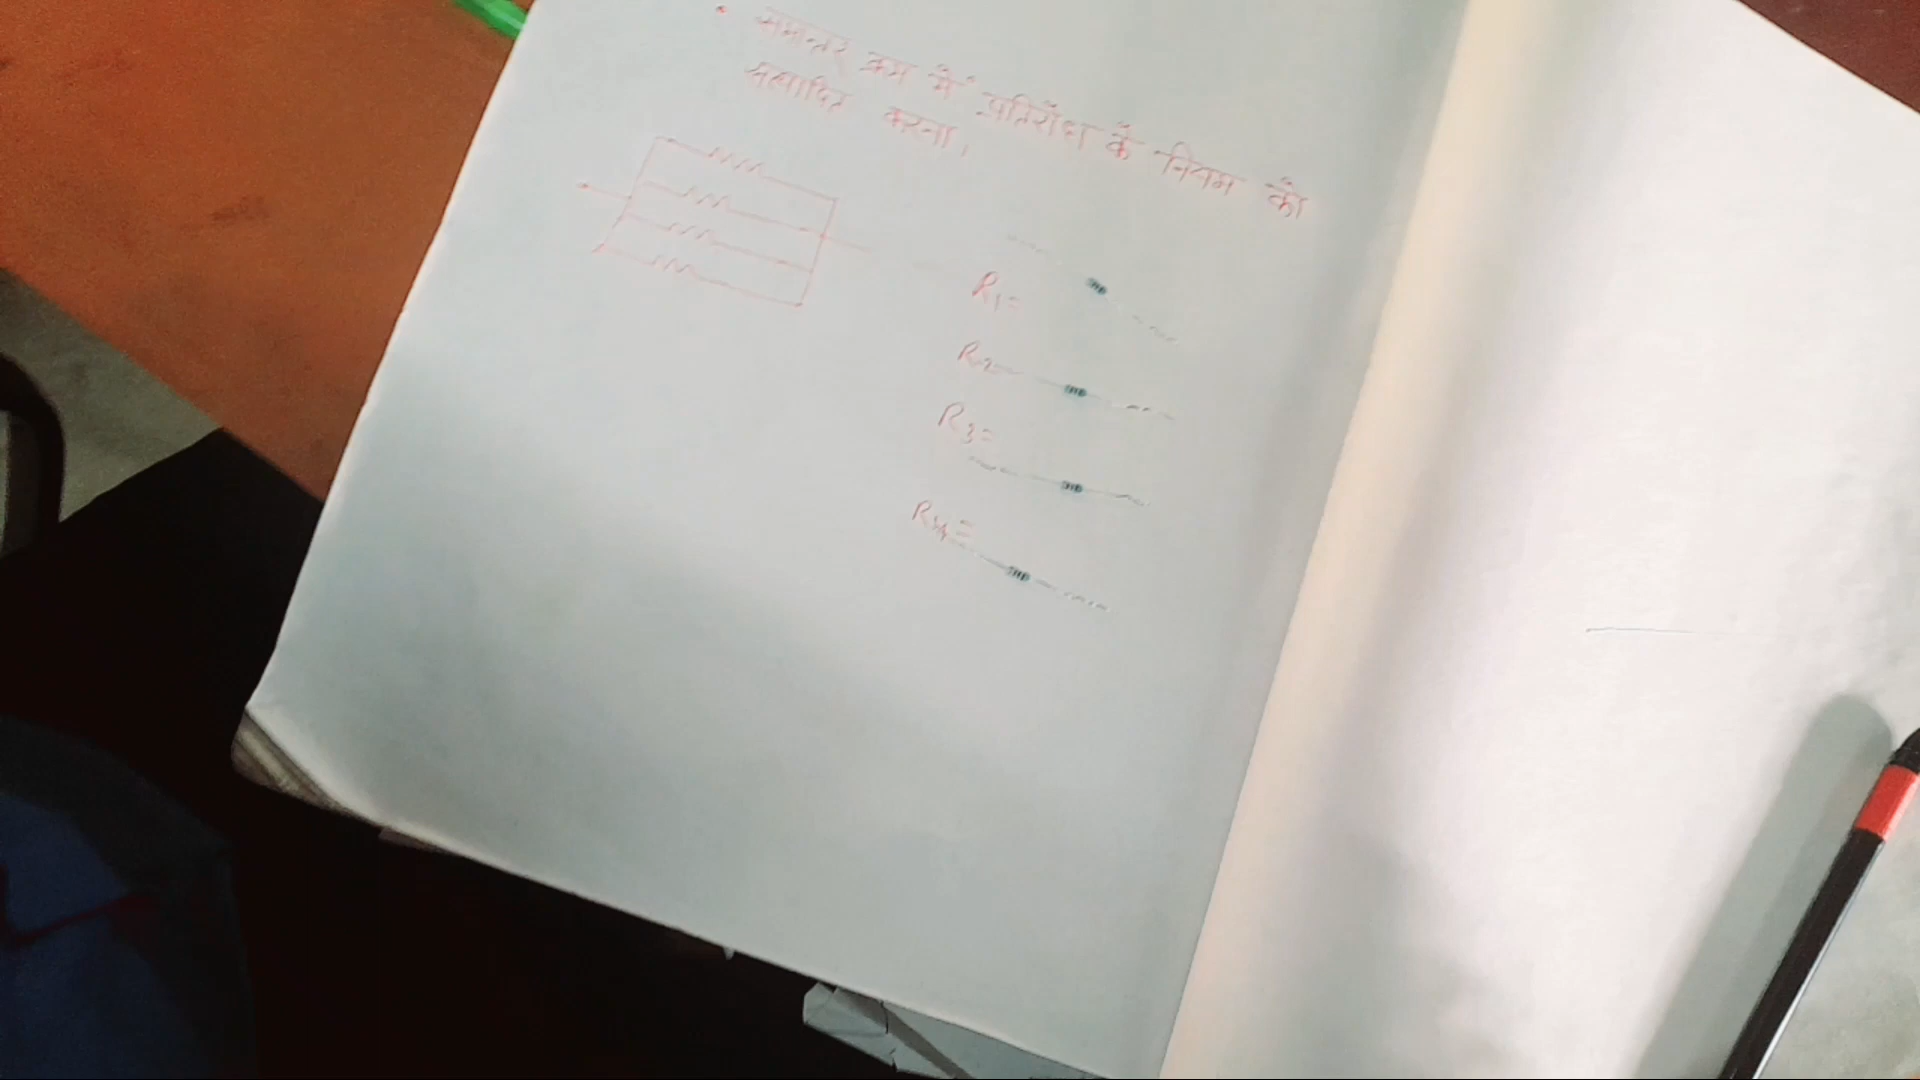 समान्तर क्रम में प्रतिरोध के नियम को
सत्यापित करना।
R1=
R2=
R3=
R4=